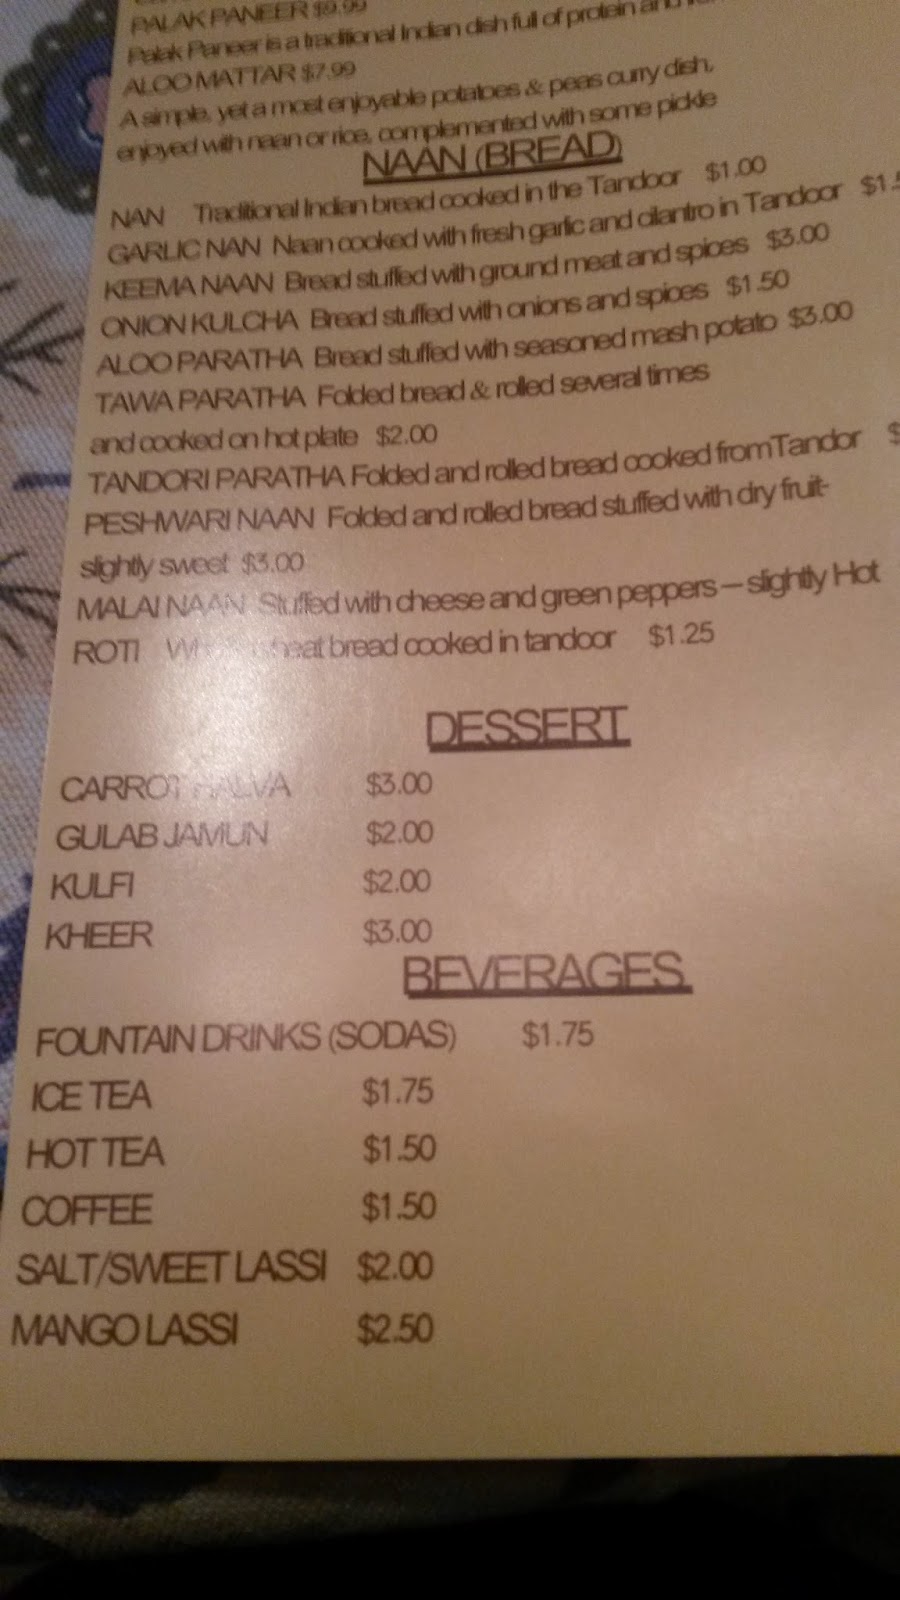 PALAK PANEER $9.99
Palak Paneer is a traditional Indian dish full of protein and
ALOO MATTAR $7.99
A simple, yet a most enjoyable potatoes & peas curry dish,
enjoyed with naan or rice, complemented with some pickle
NAAN (BREAD)
NAN Traditional Indian bread cooked in the Tandoor $1.00
GARLIC NAN Naan cooked with fresh garlic and cilantro in Tandoor $1.5
KEEMA NAAN Bread stuffed with ground meat and spices $3.00
ONION KULCHA Bread stuffed with onions and spices $1.50
ALOO PARATHA Bread stuffed with seasoned mash potato $3.00
TAWA PARATHA Folded bread & rolled several times
and cooked on hot plate $2.00
TANDORI PARATHA Folded and rolled bread cooked from Tandor $
PESHWARI NAAN Folded and rolled bread stuffed with dry fruit-
slightly sweet $3.00
MALAI NAAN Stuffed with cheese and green peppers – slightly Hot
ROTI Whole wheat bread cooked in tandoor $1.25
DESSERT
CARROT HALVA $3.00
GULAB JAMUN $2.00
KULFI $2.00
KHEER $3.00
BEVERAGES
FOUNTAIN DRINKS (SODAS) $1.75
ICE TEA $1.75
HOT TEA $1.50
COFFEE $1.50
SALT/SWEET LASSI $2.00
MANGO LASSI $2.50